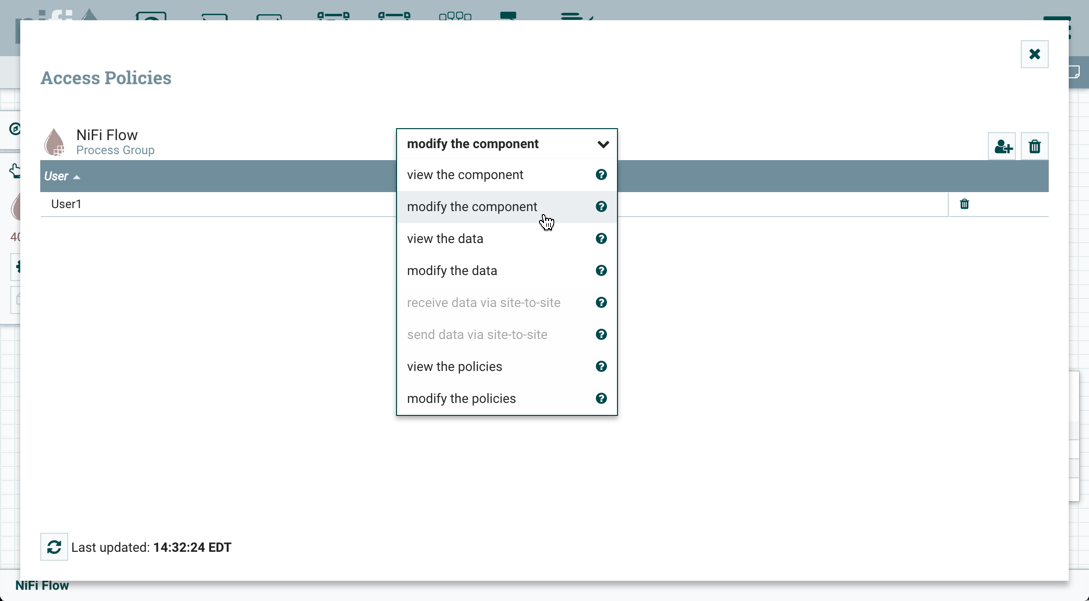 Access Policies
NiFi Flow
Process Group
modify the component
User
User1
view the component
modify the component
view the data
modify the data
receive data via site-to-site
send data via site-to-site
view the policies
modify the policies
Last updated: 14:32:24 EDT
NiFi Flow